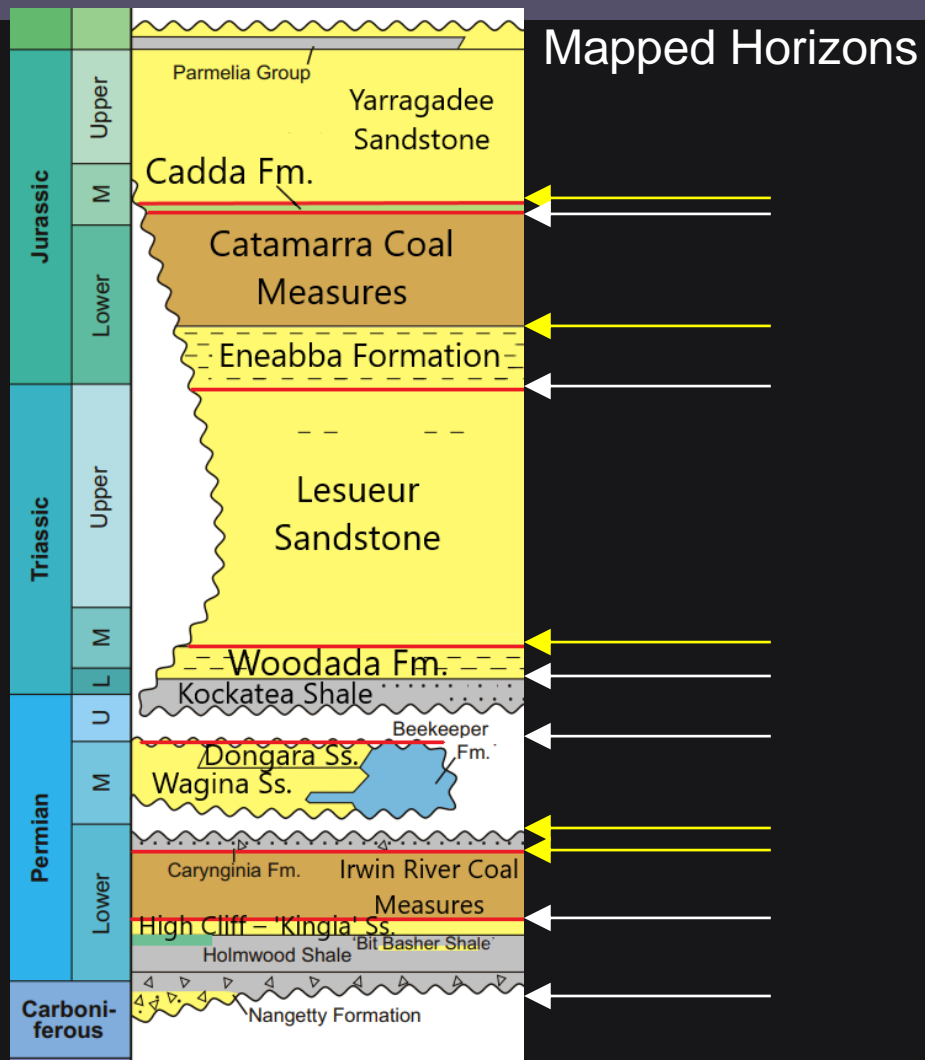 Mapped Horizons
Jurassic
Upper
M
Lower
Triassic
Upper
M
L
Permian
U
M
Lower
Carboni-
ferous
Parmelia Group
Yarragadee
Sandstone
Cadda Fm.
Catamarra Coal
Measures
Eneabba Formation
Lesueur
Sandstone
Woodada Fm.
Kockatea Shale
Beekeeper
Fm.
Dongara Ss.
Wagina Ss.
Carynginia Fm.
Irwin River Coal
Measures
High Cliff – 'Kingia' Ss.
'Bit Basher Shale'
Holmwood Shale
Nangetty Formation